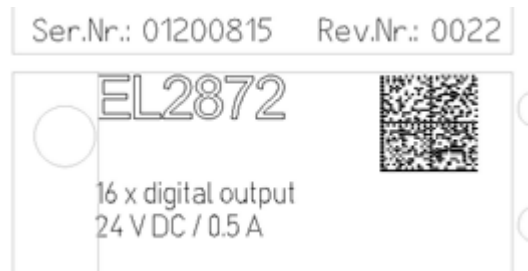 Ser.Nr.: 01200815 Rev.Nr.: 0022
EL2872
16 x digital output
24 V DC / 0.5 A